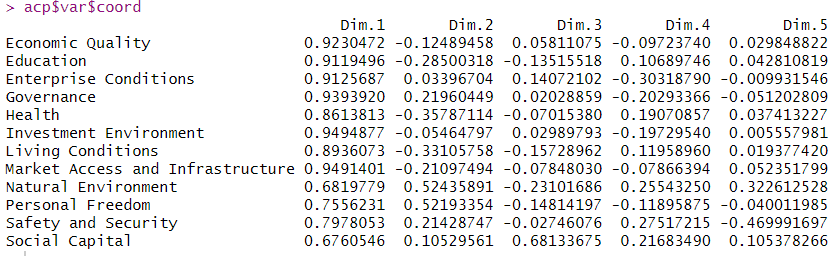 > acp$var$coord
Dim.1 Dim.2 Dim.3 Dim.4 Dim.5
Economic Quality 0.9230472 -0.12489458 0.05811075 -0.09723740 0.029848822
Education 0.9119496 -0.28500318 -0.13515518 0.10689746 0.042810819
Enterprise Conditions 0.9125687 0.03396704 0.14072102 -0.30318790 -0.009931546
Governance 0.9393920 0.21960449 0.02028859 -0.20293366 -0.051202809
Health 0.8613813 -0.35787114 -0.07015380 0.19070857 0.037413227
Investment Environment 0.9494877 -0.05464797 0.02989793 -0.19729540 0.005557981
Living Conditions 0.8936073 -0.33105758 -0.15728962 0.11958960 0.019377420
Market Access and Infrastructure 0.9491401 -0.21097494 -0.07848030 -0.07866394 0.052351799
Natural Environment 0.6819779 0.52435891 -0.23101686 0.25543250 0.322612528
Personal Freedom 0.7556231 0.52193354 -0.14814197 -0.11895875 -0.040011985
Safety and Security 0.7978053 0.21428747 -0.02746076 0.27517215 -0.469991697
Social Capital 0.6760546 0.10529561 0.68133675 0.21683490 0.105378266